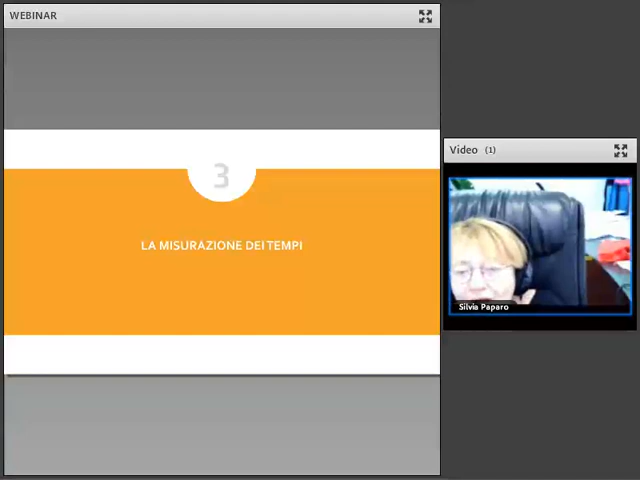 WEBINAR
3
LA MISURAZIONE DEI TEMPI
Video (1)
Silvia Paparo